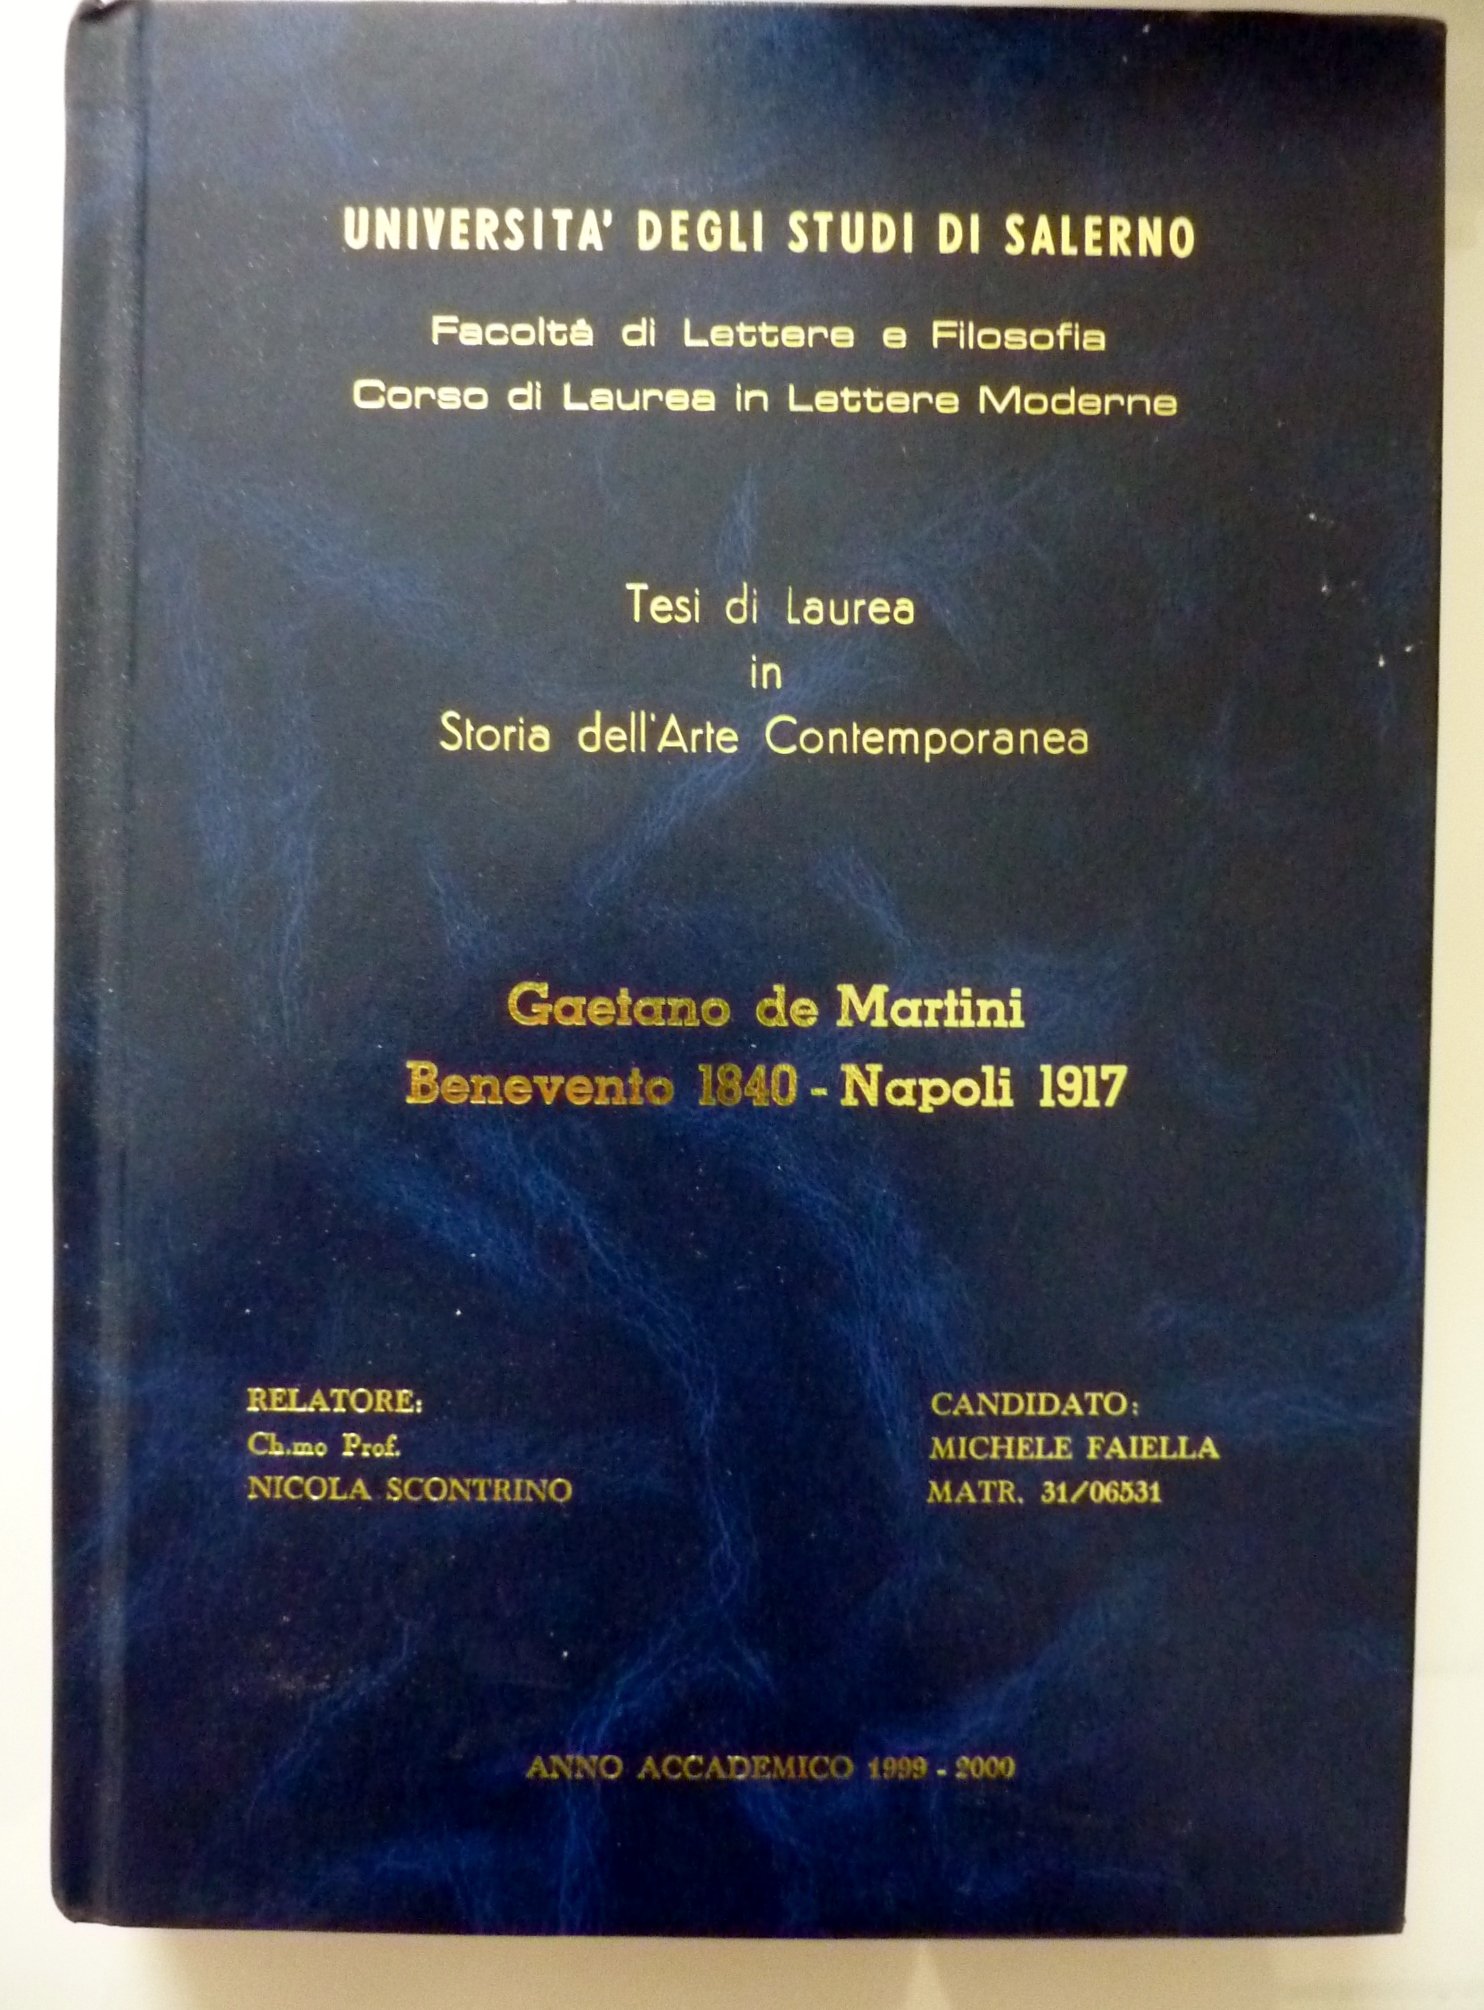 UNIVERSITA' DEGLI STUDI DI SALERNO
Facoltà di Lettere e Filosofia
Corso di Laurea in Lettere Moderne
Tesi di Laurea
in
Storia dell'Arte Contemporanea
Gaetano de Martini
Benevento 1840 - Napoli 1917
RELATORE:
Ch.mo Prof.
NICOLA SCONTRINO
CANDIDATO:
MICHELE FAIELLA
MATR. 31/06531
ANNO ACCADEMICO 1999 - 2000